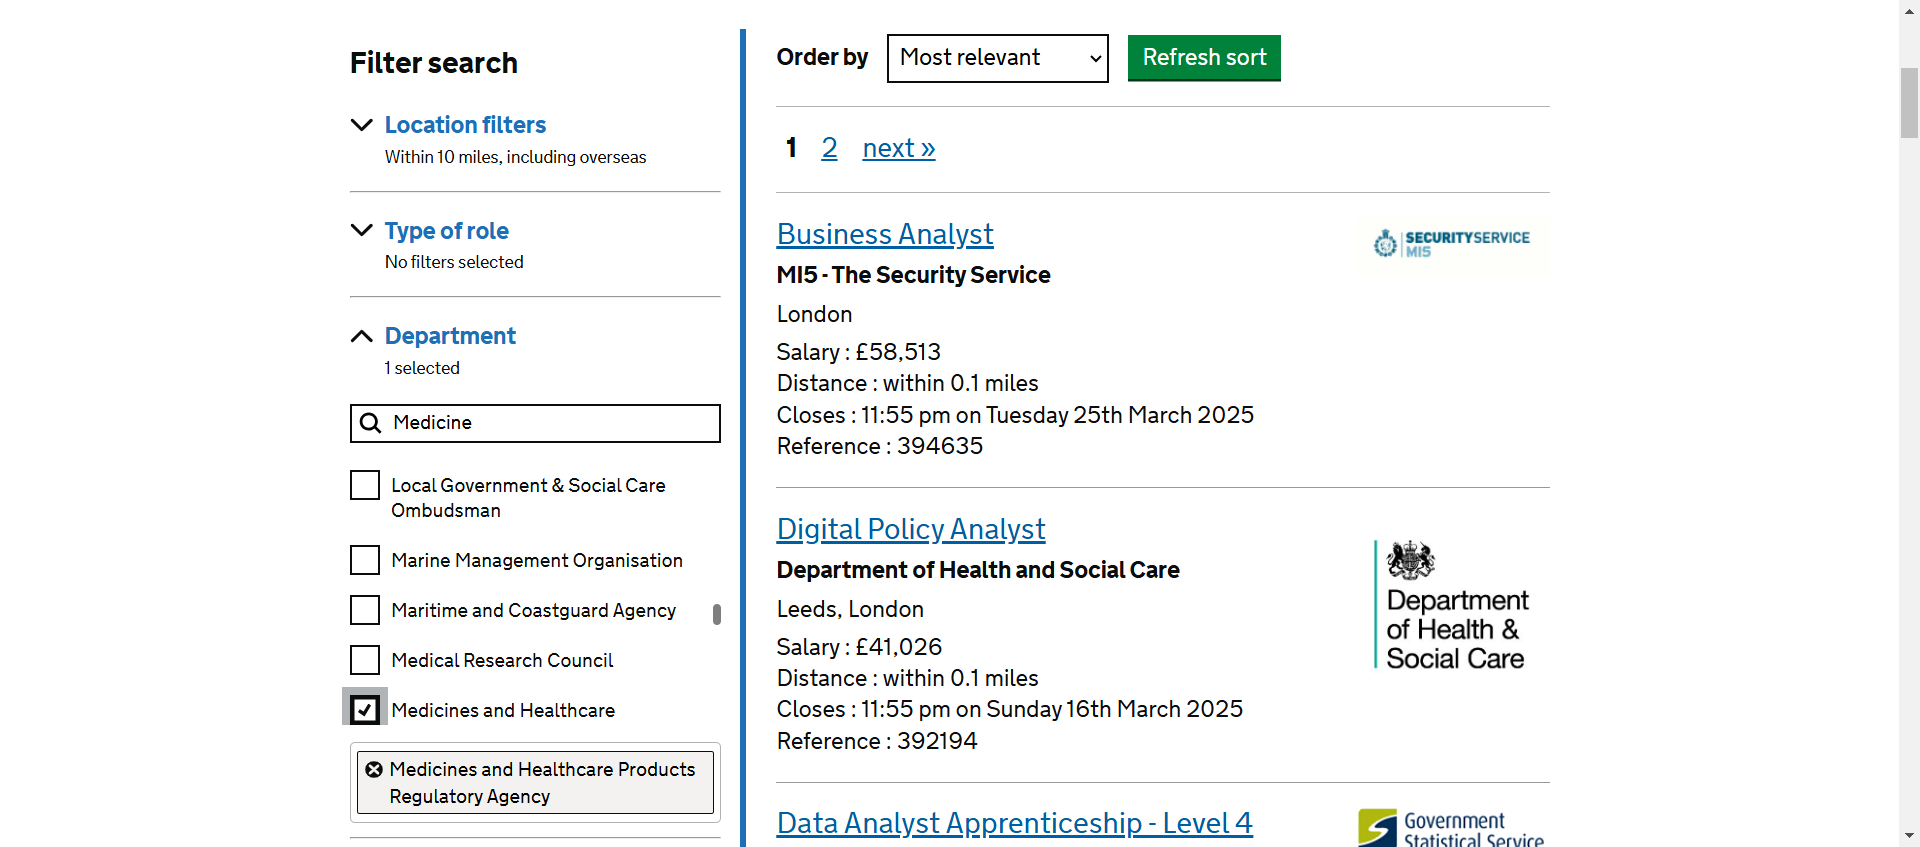 Filter search
Location filters
Within 10 miles, including overseas
Type of role
No filters selected
Department
1 selected
Medicine
Local Government & Social Care
Ombudsman
Marine Management Organisation
Maritime and Coastguard Agency
Medical Research Council
Medicines and Healthcare
Medicines and Healthcare Products
Regulatory Agency
Order by
Most relevant
Refresh sort
1 2 next »
Business Analyst
MI5 - The Security Service
London
Salary : £58,513
Distance : within 0.1 miles
Closes : 11:55 pm on Tuesday 25th March 2025
Reference : 394635
SECURITYSERVICE
MI5
Digital Policy Analyst
Department of Health and Social Care
Leeds, London
Salary : £41,026
Distance : within 0.1 miles
Closes : 11:55 pm on Sunday 16th March 2025
Reference : 392194
Department
of Health &
Social Care
Data Analyst Apprenticeship - Level 4
Government
Statistical Service